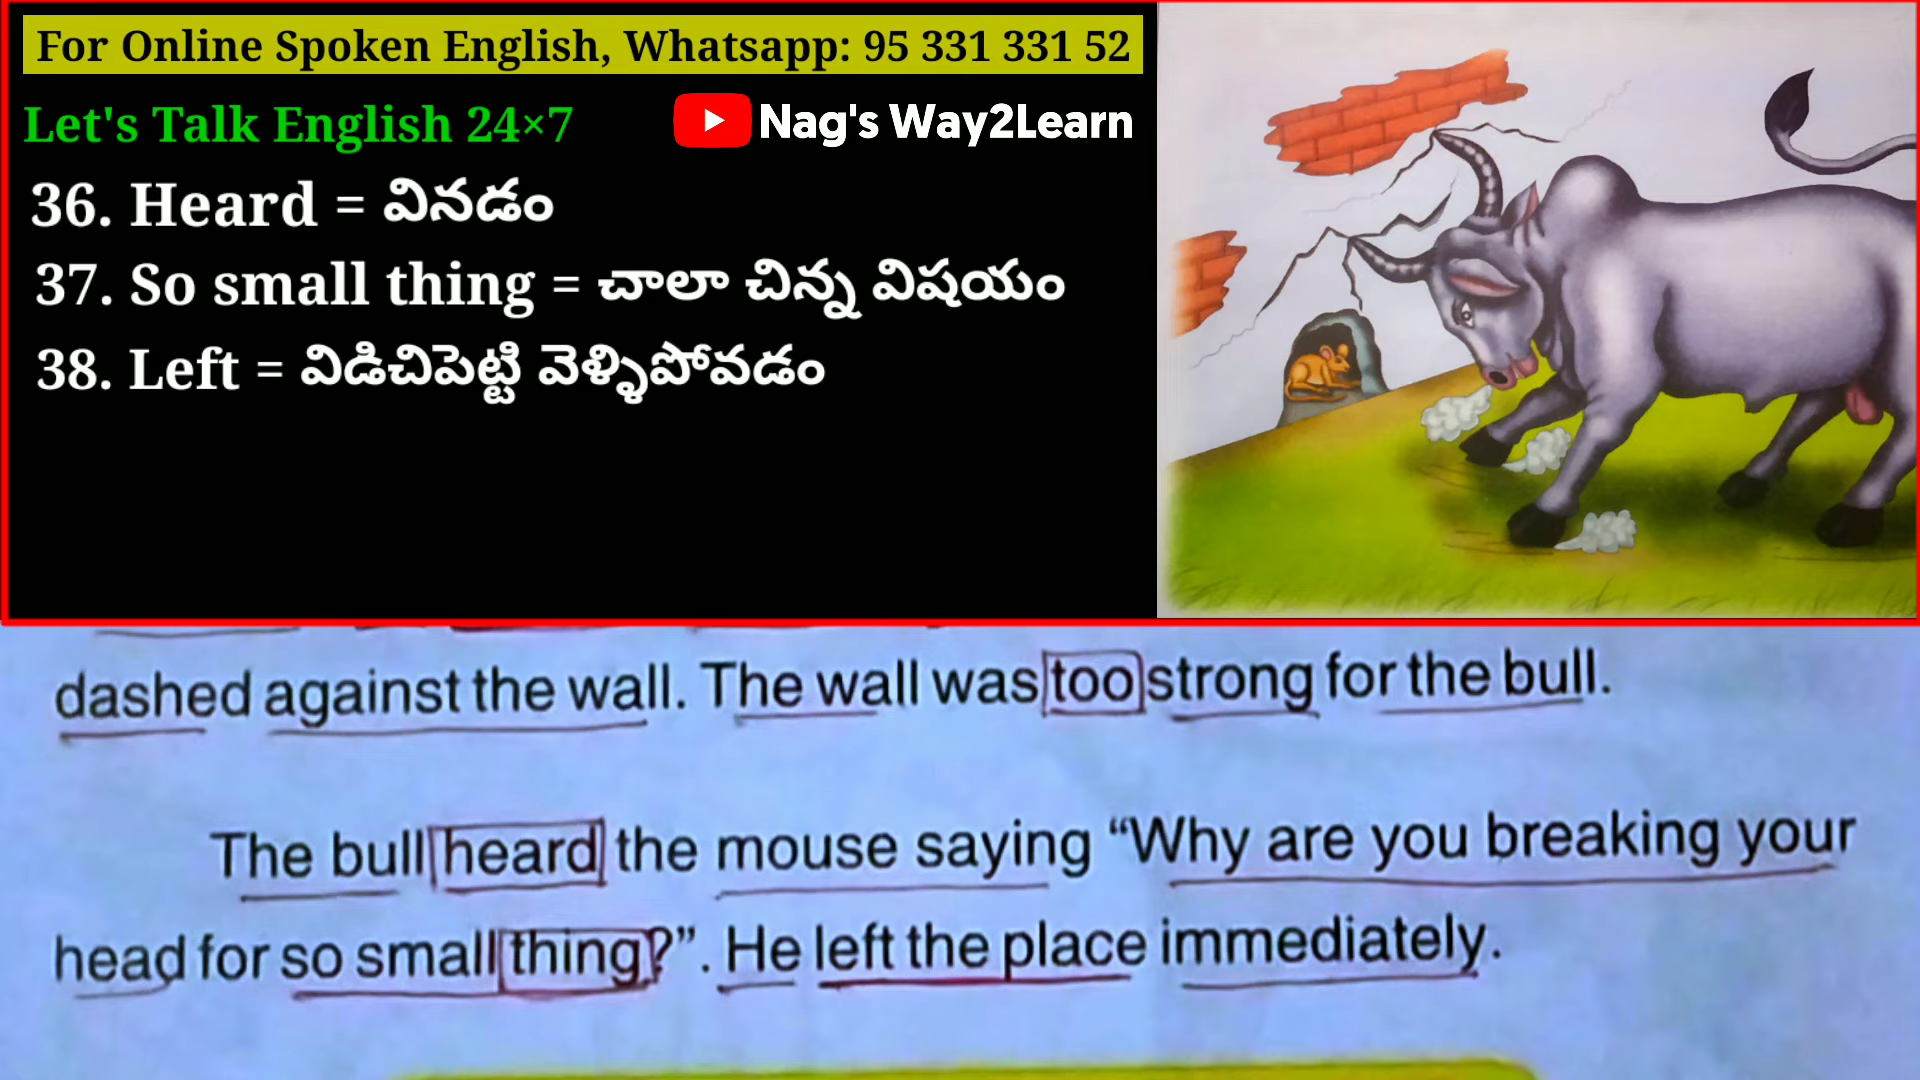 For Online Spoken English, Whatsapp: 95 331 331 52
Let's Talk English 24×7
Nag's Way2Learn
36. Heard = వినడం
37. So small thing = చాలా చిన్న విషయం
38. Left = విడిచిపెట్టి వెళ్ళిపోవడం
dashed against the wall. The wall was too strong for the bull.
The bull heard the mouse saying “Why are you breaking your
head for so small thing?”. He left the place immediately.